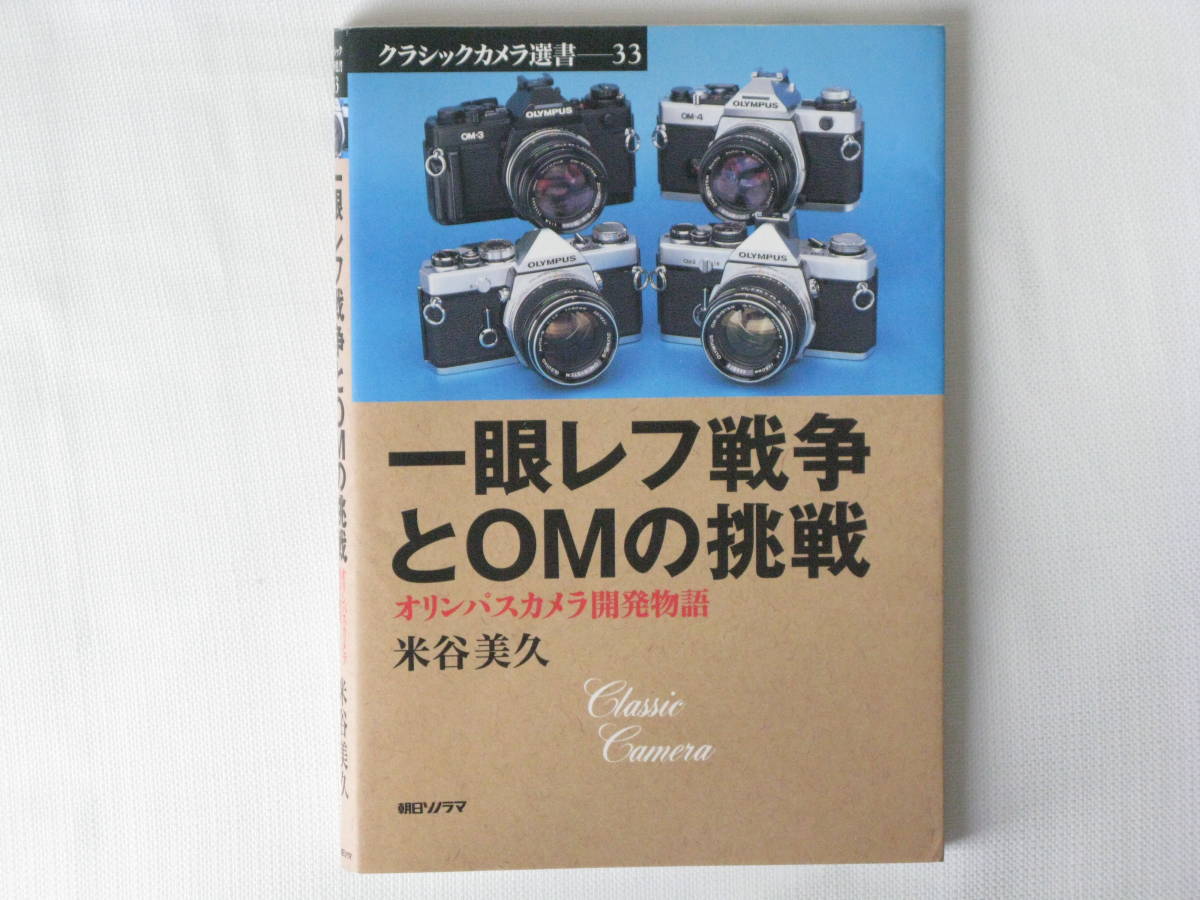 クラシックカメラ選書―33
OLYMPUS
OM-3
OLYMPUS
OM-4
OLYMPUS
OLYMPUS
一眼レフ戦争
とOMの挑戦
オリンパスカメラ開発物語
米谷美久
Classic
Camera
朝日ソノラマ
一眼レフ戦争とOMの挑戦
米谷美久